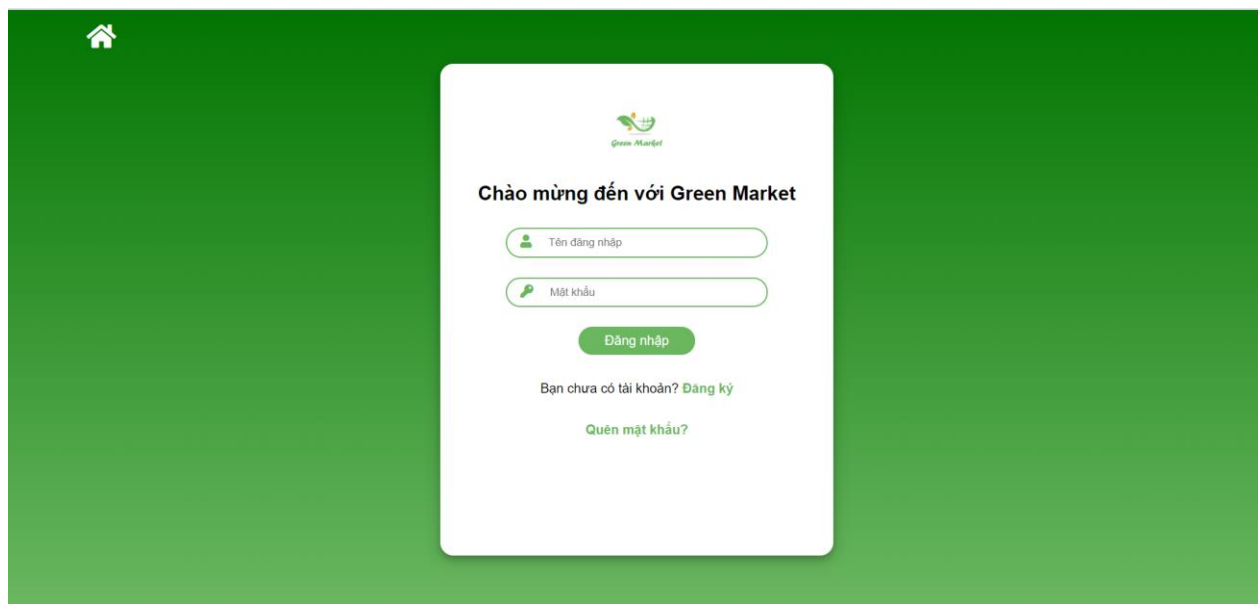 Green Market
Chào mừng đến với Green Market
Tên đăng nhập
Mật khẩu
Đăng nhập
Bạn chưa có tài khoản? Đăng ký
Quên mật khẩu?